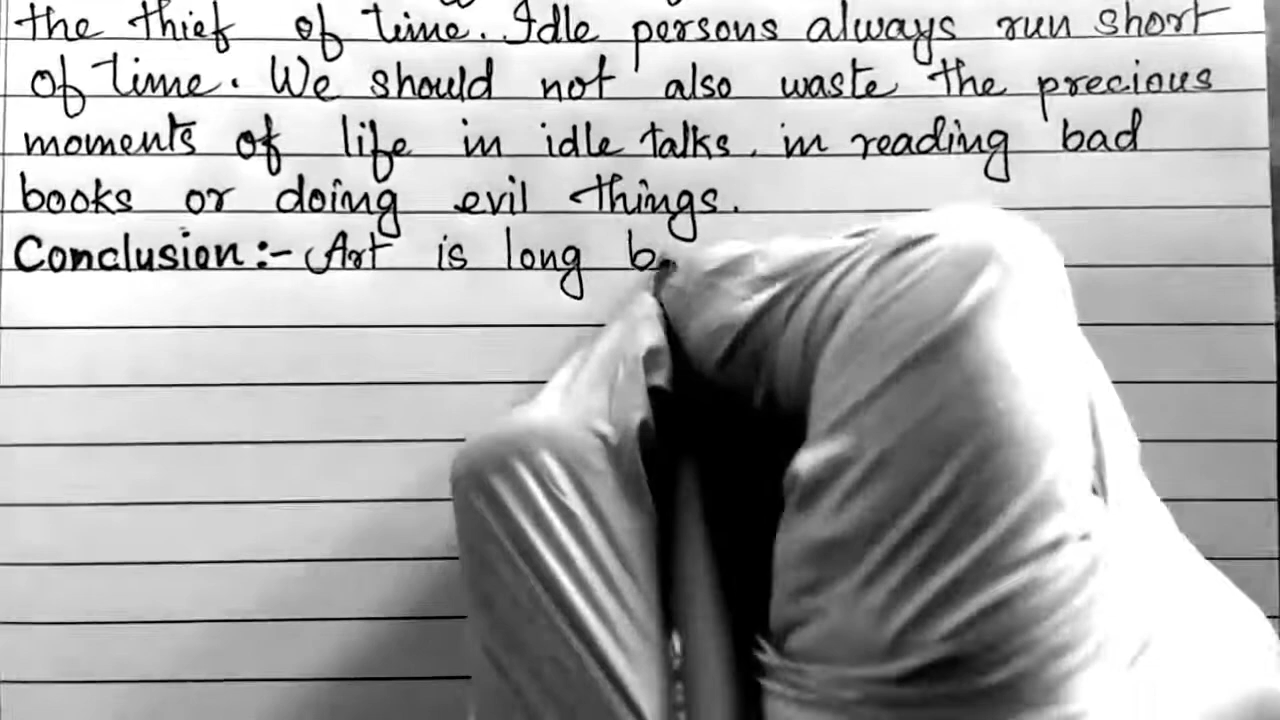 the thief of time. Idle persons always run short
of time. We should not also waste the precious
moments of life in idle talks, in reading bad
books or doing evil things.
Conclusion:- Art is long b